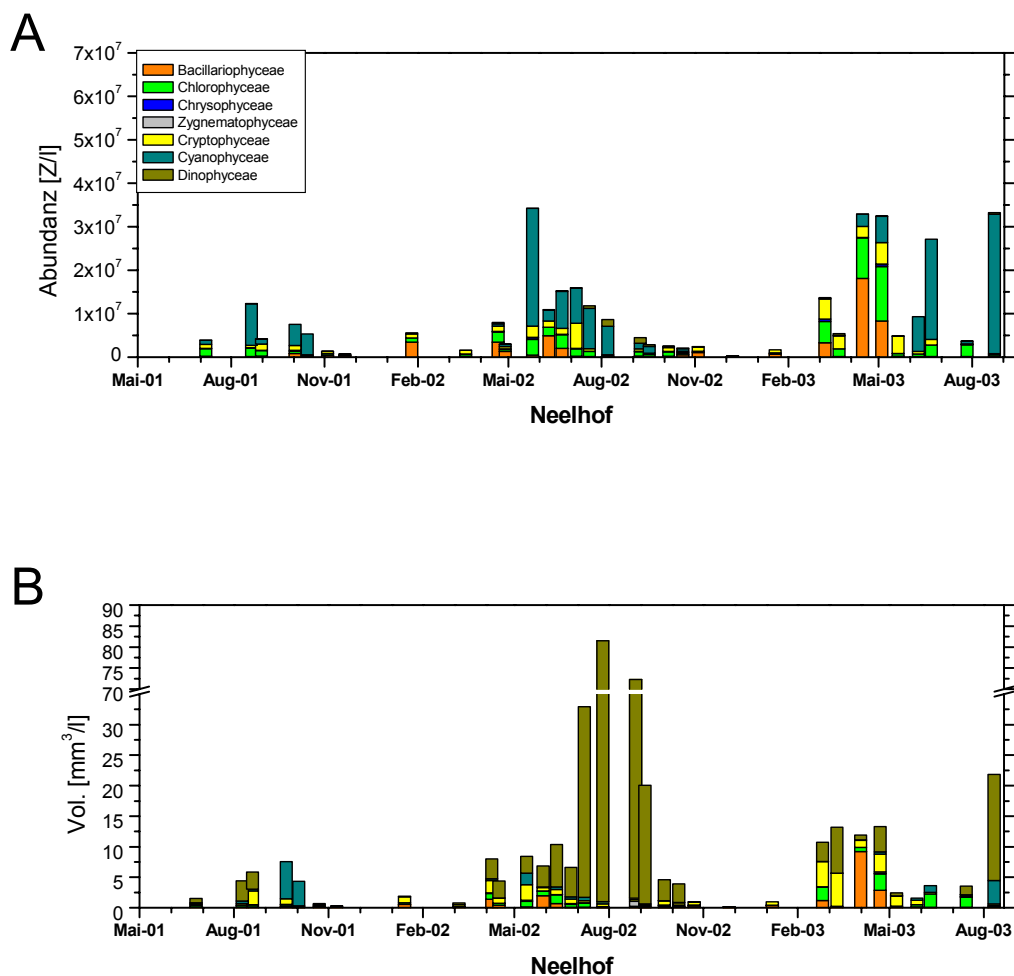 A
Abundanz [Z/l]
7x10⁷
6x10⁷
5x10⁷
4x10⁷
3x10⁷
2x10⁷
1x10⁷
0
Bacillariophyceae
Chlorophyceae
Chrysophyceae
Zygnematophyceae
Cryptophyceae
Cyanophyceae
Dinophyceae
Mai-01 Aug-01 Nov-01 Feb-02 Mai-02 Aug-02 Nov-02 Feb-03 Mai-03 Aug-03
Neelhof
B
Vol. [mm³/l]
90
85
80
75
70
30
25
20
15
10
5
0
Mai-01 Aug-01 Nov-01 Feb-02 Mai-02 Aug-02 Nov-02 Feb-03 Mai-03 Aug-03
Neelhof